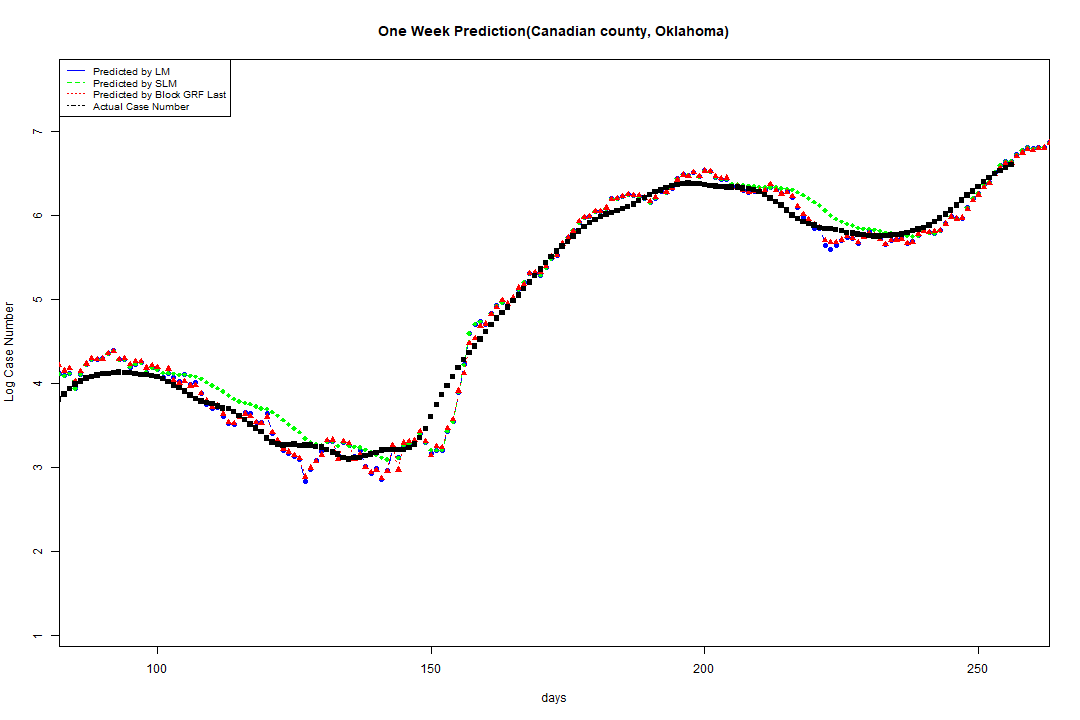 One Week Prediction(Canadian county, Oklahoma)
Predicted by LM
Predicted by SLM
Predicted by Block GRF Last
Actual Case Number
7
6
5
4
3
2
1
Log Case Number
100 150 200 250
days